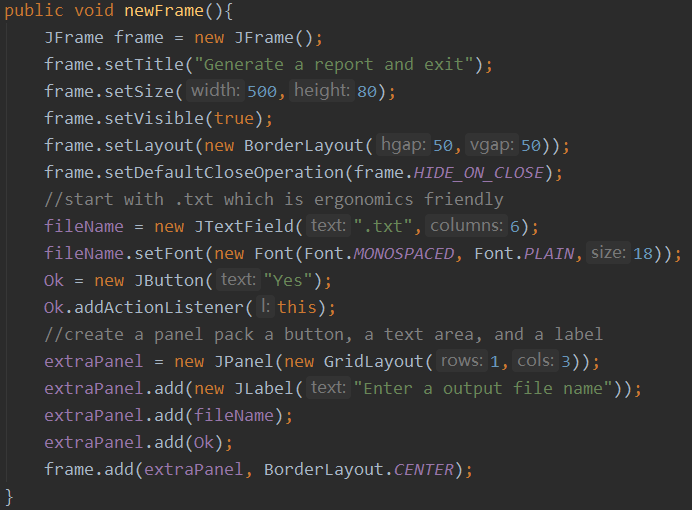 public void newFrame(){
JFrame frame = new JFrame();
frame.setTitle("Generate a report and exit");
frame.setSize( width: 500, height: 80);
frame.setVisible(true);
frame.setLayout(new BorderLayout( hgap: 50, vgap: 50));
frame.setDefaultCloseOperation(frame.HIDE_ON_CLOSE);
//start with .txt which is ergonomics friendly
fileName = new JTextField( text: ".txt", columns: 6);
fileName.setFont(new Font(Font.MONOSPACED, Font.PLAIN, size: 18));
Ok = new JButton( text: "Yes");
Ok.addActionListener( l: this);
//create a panel pack a button, a text area, and a label
extraPanel = new JPanel(new GridLayout( rows: 1, cols: 3));
extraPanel.add(new JLabel( text: "Enter a output file name"));
extraPanel.add(fileName);
extraPanel.add(Ok);
frame.add(extraPanel, BorderLayout.CENTER);
}